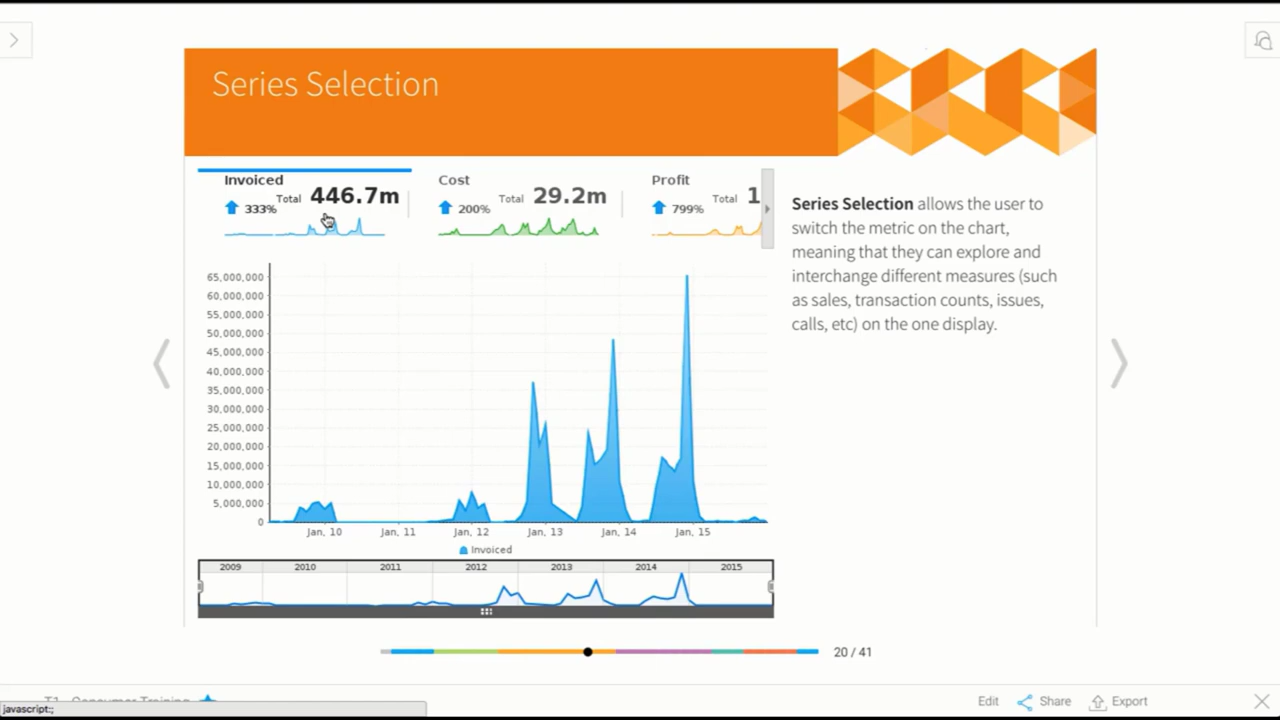 Series Selection
Invoiced
Total 446.7m
333%
Cost
Total 29.2m
200%
Profit
Total 1
799%
Series Selection allows the user to
switch the metric on the chart,
meaning that they can explore and
interchange different measures (such
as sales, transaction counts, issues,
calls, etc) on the one display.
65,000,000
60,000,000
55,000,000
50,000,000
45,000,000
40,000,000
35,000,000
30,000,000
25,000,000
20,000,000
15,000,000
10,000,000
5,000,000
0
Jan, 10 Jan, 11 Jan, 12 Jan, 13 Jan, 14 Jan, 15
Invoiced
2009 2010 2011 2012 2013 2014 2015
20 / 41
T1 Consumer Training
Edit Share Export
javascript:;